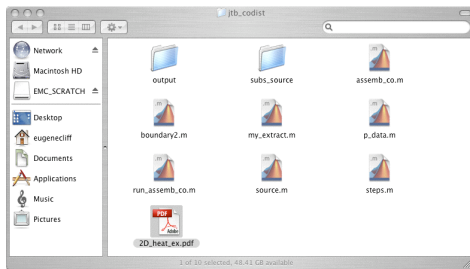 jtb_codist
Network
Macintosh HD
EMC_SCRATCH
Desktop
eugenecliff
Documents
Applications
Music
Pictures
output
subs_source
.m
assemb_co.m
.m
boundary2.m
.m
my_extract.m
.m
p_data.m
.m
run_assemb_co.m
.m
source.m
.m
steps.m
PDF
Adobe
2D_heat_ex.pdf
1 of 10 selected, 48.41 GB available